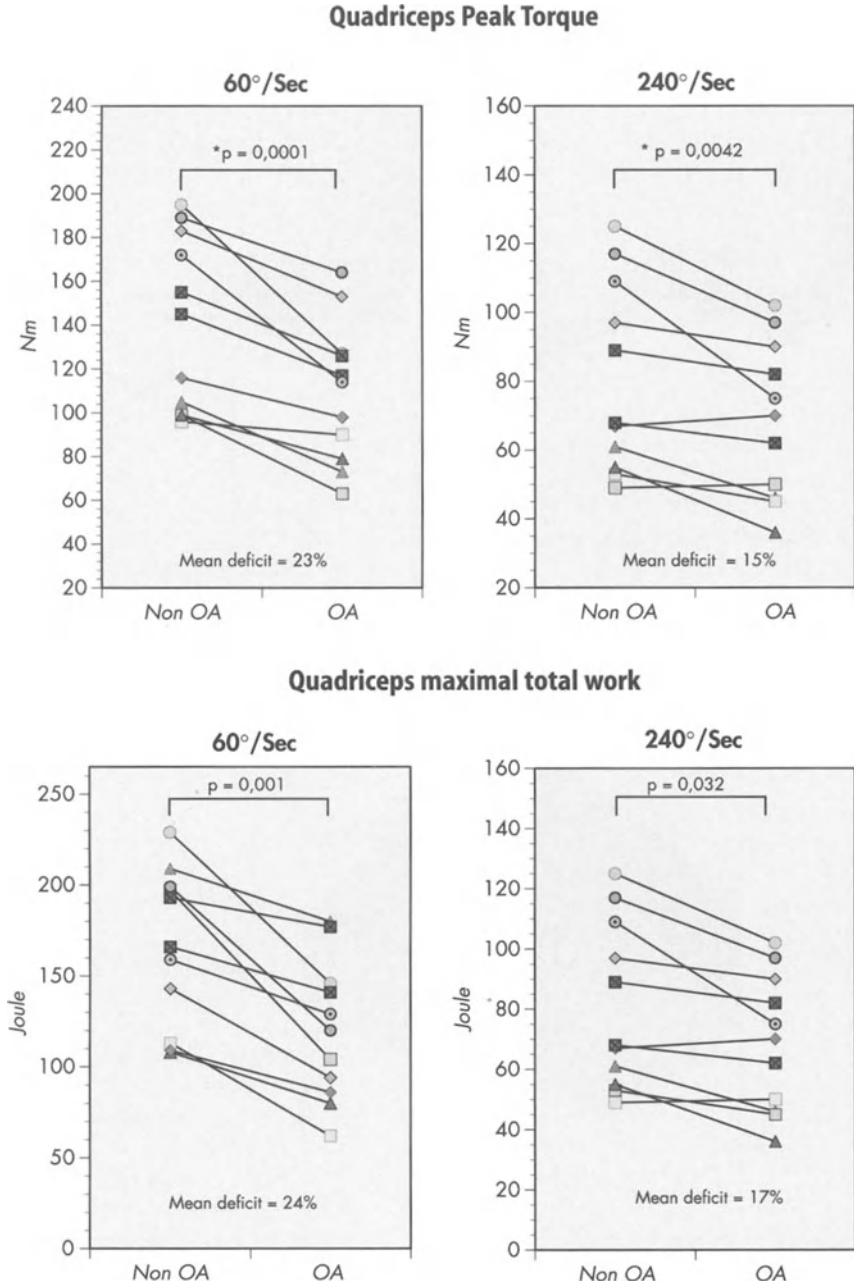 Quadriceps Peak Torque
60°/Sec
240
220
200
180
160
140
120
100
80
60
40
20
Nm
*p = 0,0001
Mean deficit = 23%
Non OA
OA
240°/Sec
160
140
120
100
80
60
40
20
Nm
* p = 0,0042
Mean deficit = 15%
Non OA
OA
Quadriceps maximal total work
60°/Sec
250
200
150
100
50
0
Joule
p = 0,001
Mean deficit = 24%
Non OA
OA
240°/Sec
160
140
120
100
80
60
40
20
0
Joule
p = 0,032
Mean deficit = 17%
Non OA
OA